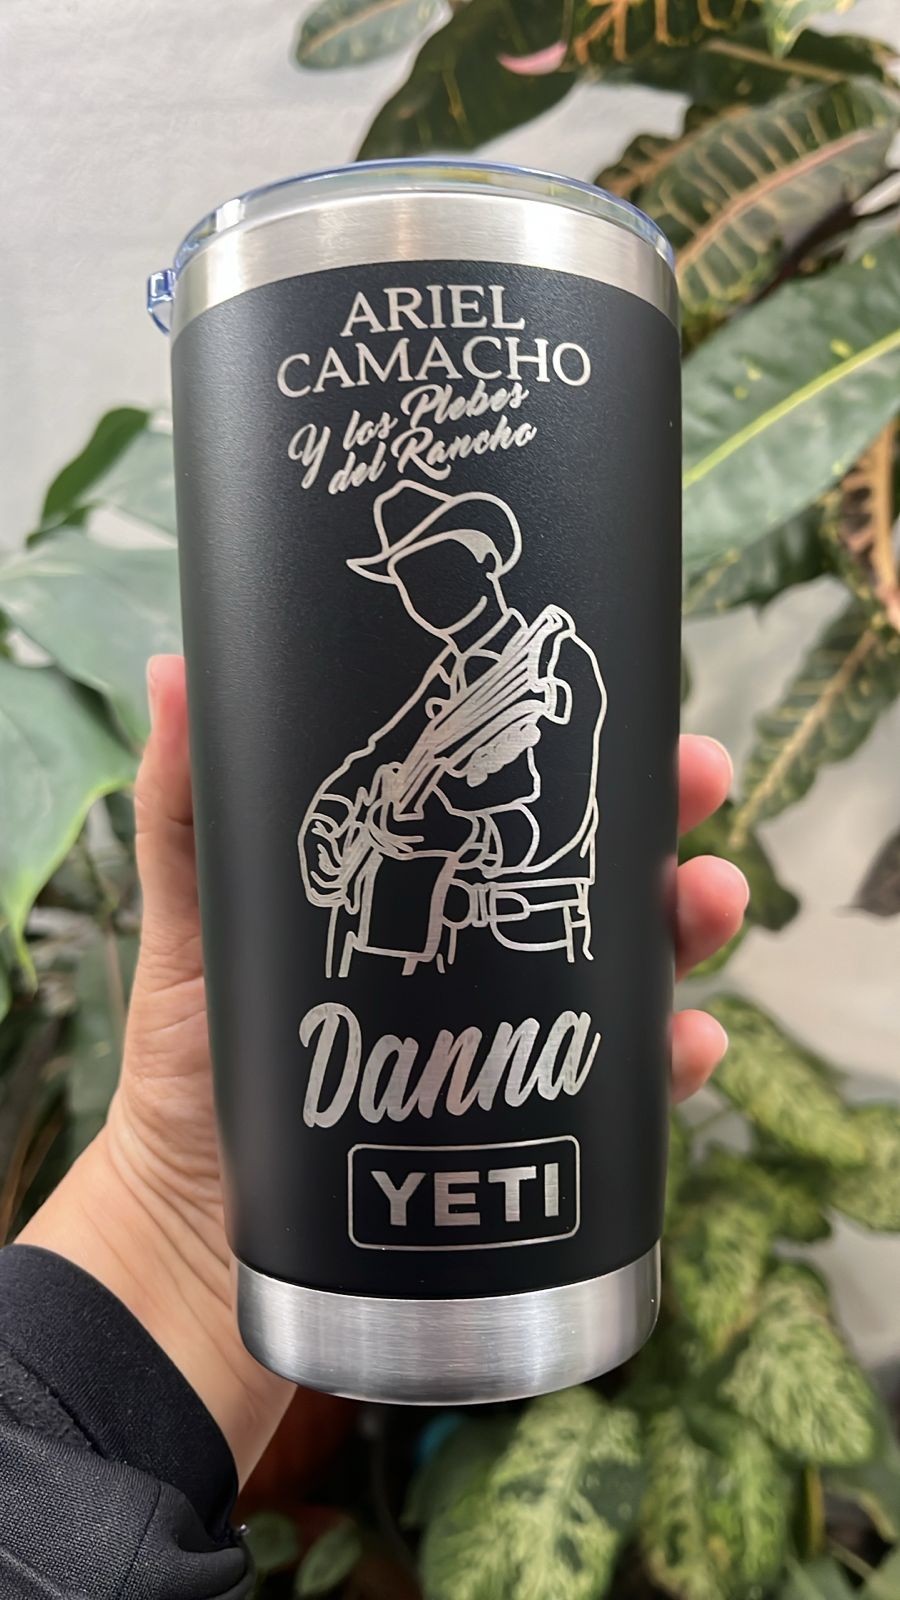 ARIEL
CAMACHO
Y los Plebes
del Rancho
Danna
YETI